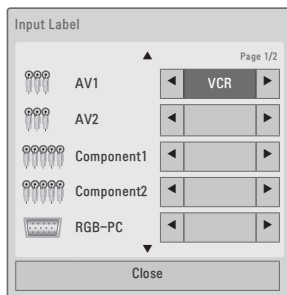 Input Label
Page 1/2
AV1 VCR
AV2
Component1
Component2
RGB-PC
Close